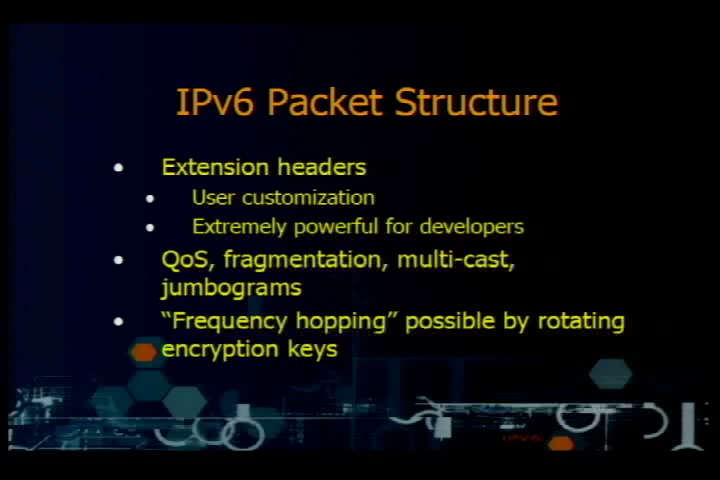 IPv6 Packet Structure
• Extension headers
• User customization
• Extremely powerful for developers
• QoS, fragmentation, multi-cast,
jumbograms
• “Frequency hopping” possible by rotating
encryption keys
IPV6